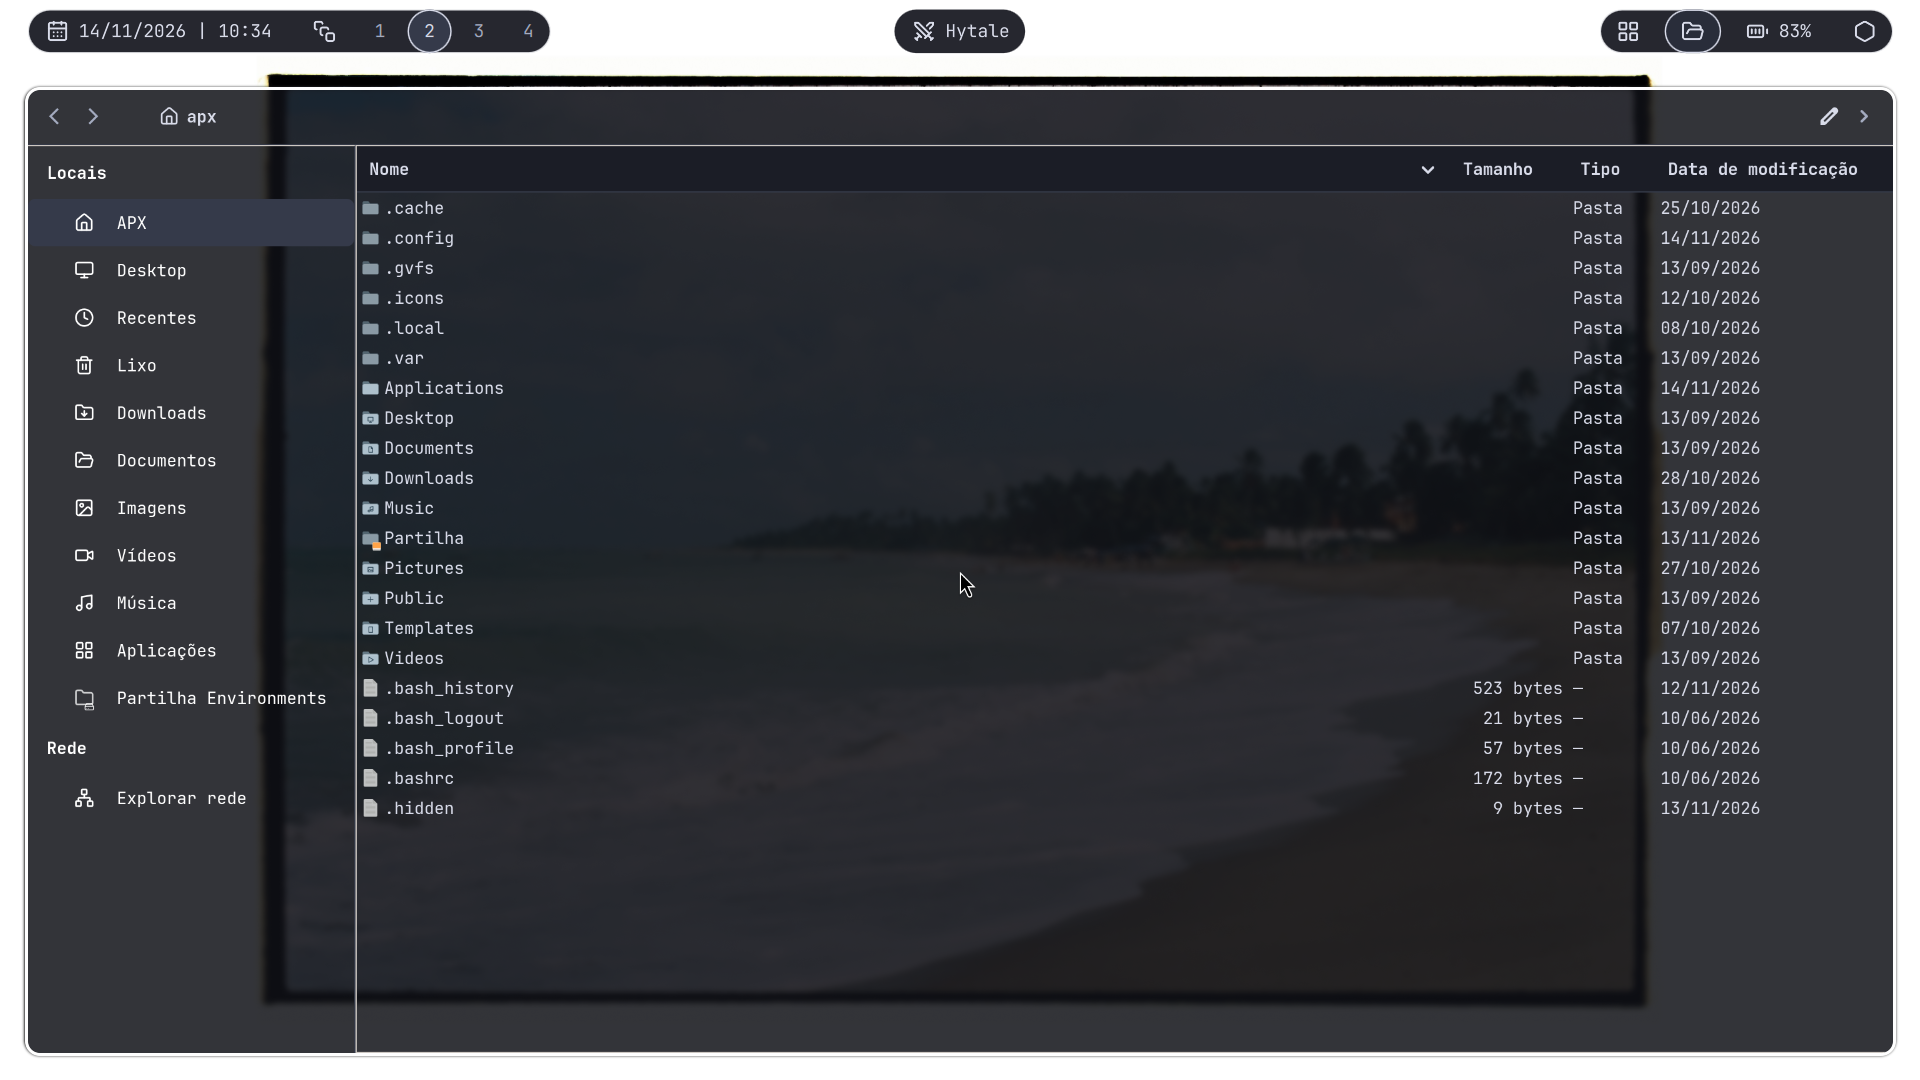 14/11/2026 | 10:34 1 2 3 4 Hytale 83%
apx
Locais
APX
Desktop
Recentes
Lixo
Downloads
Documentos
Imagens
Vídeos
Música
Aplicações
Partilha Environments
Rede
Explorar rede
Nome Tamanho Tipo Data de modificação
.cache Pasta 25/10/2026
.config Pasta 14/11/2026
.gvfs Pasta 13/09/2026
.icons Pasta 12/10/2026
.local Pasta 08/10/2026
.var Pasta 13/09/2026
Applications Pasta 14/11/2026
Desktop Pasta 13/09/2026
Documents Pasta 13/09/2026
Downloads Pasta 28/10/2026
Music Pasta 13/09/2026
Partilha Pasta 13/11/2026
Pictures Pasta 27/10/2026
Public Pasta 13/09/2026
Templates Pasta 07/10/2026
Videos Pasta 13/09/2026
.bash_history 523 bytes — 12/11/2026
.bash_logout 21 bytes — 10/06/2026
.bash_profile 57 bytes — 10/06/2026
.bashrc 172 bytes — 10/06/2026
.hidden 9 bytes — 13/11/2026